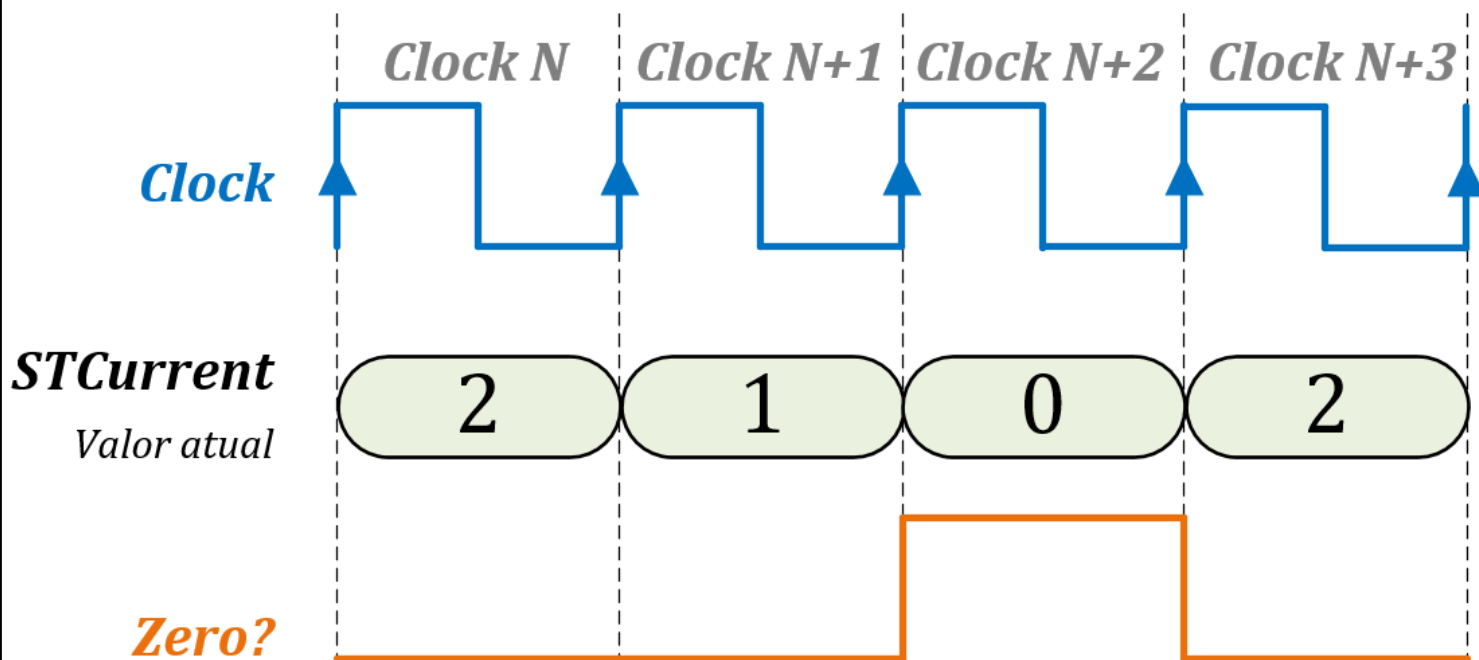 Clock N
Clock N+1
Clock N+2
Clock N+3
Clock
STCurrent
Valor atual
2
1
0
2
Zero?